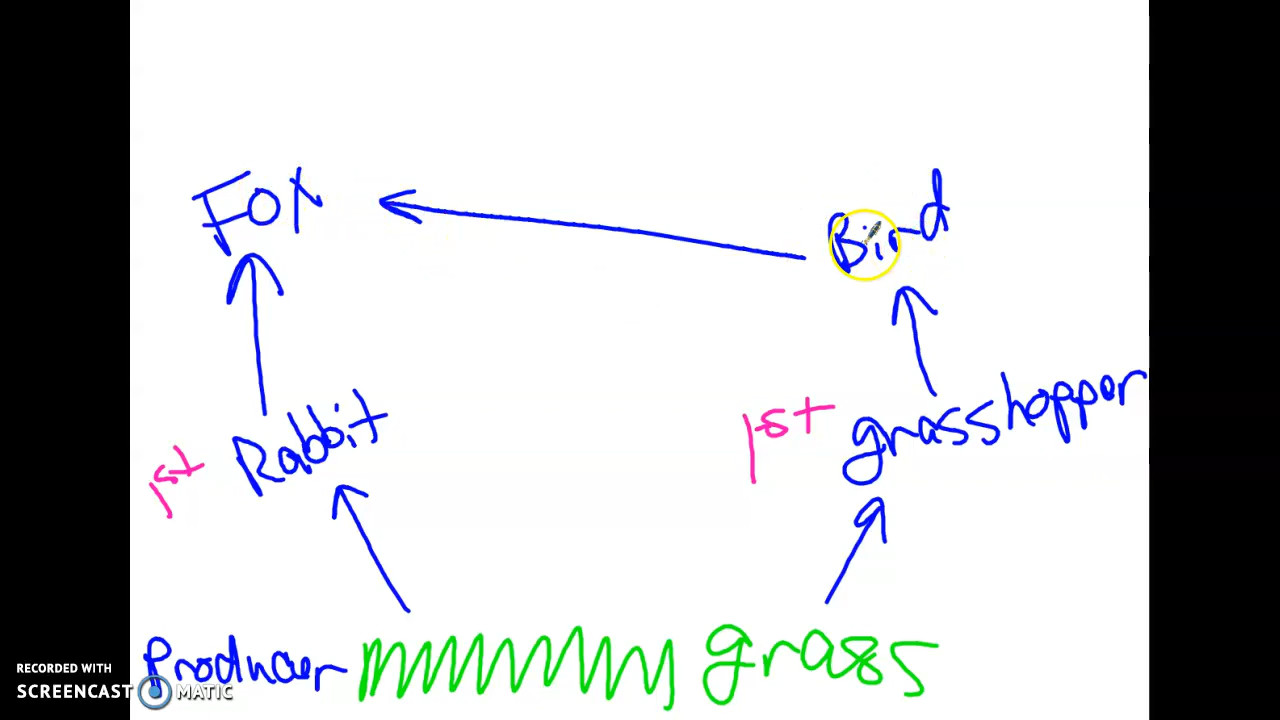 Fox
Bird
1st Rabbit
1st grasshopper
Producer grass
RECORDED WITH
SCREENCAST MATIC